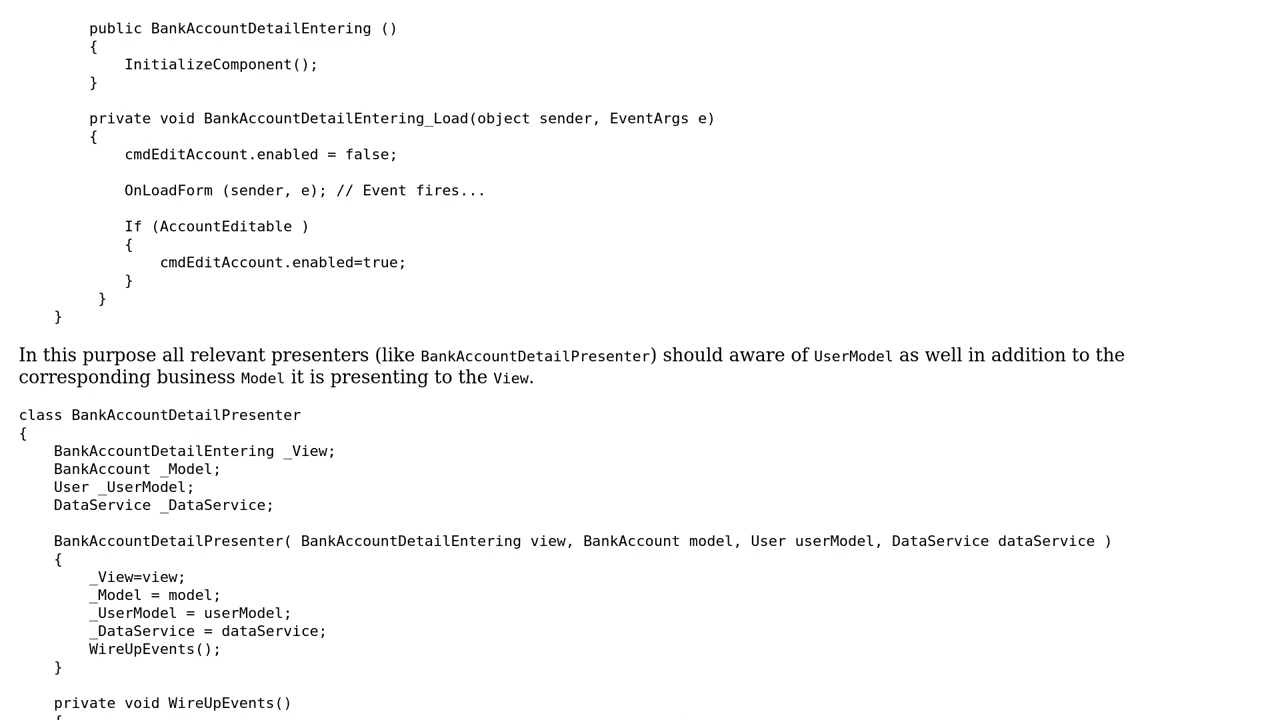 public BankAccountDetailEntering ()
{
InitializeComponent();
}
private void BankAccountDetailEntering_Load(object sender, EventArgs e)
{
cmdEditAccount.enabled = false;
OnLoadForm (sender, e); // Event fires...
If (AccountEditable )
{
cmdEditAccount.enabled=true;
}
}
}
In this purpose all relevant presenters (like BankAccountDetailPresenter) should aware of UserModel as well in addition to the
corresponding business Model it is presenting to the View.
class BankAccountDetailPresenter
{
BankAccountDetailEntering _View;
BankAccount _Model;
User _UserModel;
DataService _DataService;
BankAccountDetailPresenter( BankAccountDetailEntering view, BankAccount model, User userModel, DataService dataService )
{
_View=view;
_Model = model;
_UserModel = userModel;
_DataService = dataService;
WireUpEvents();
}
private void WireUpEvents()
{